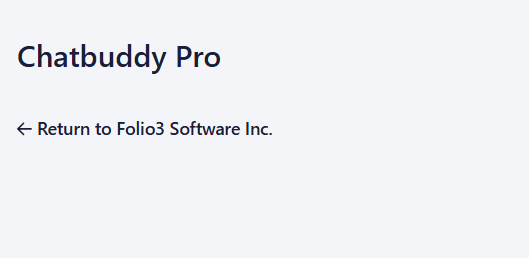 Chatbuddy Pro
← Return to Folio3 Software Inc.